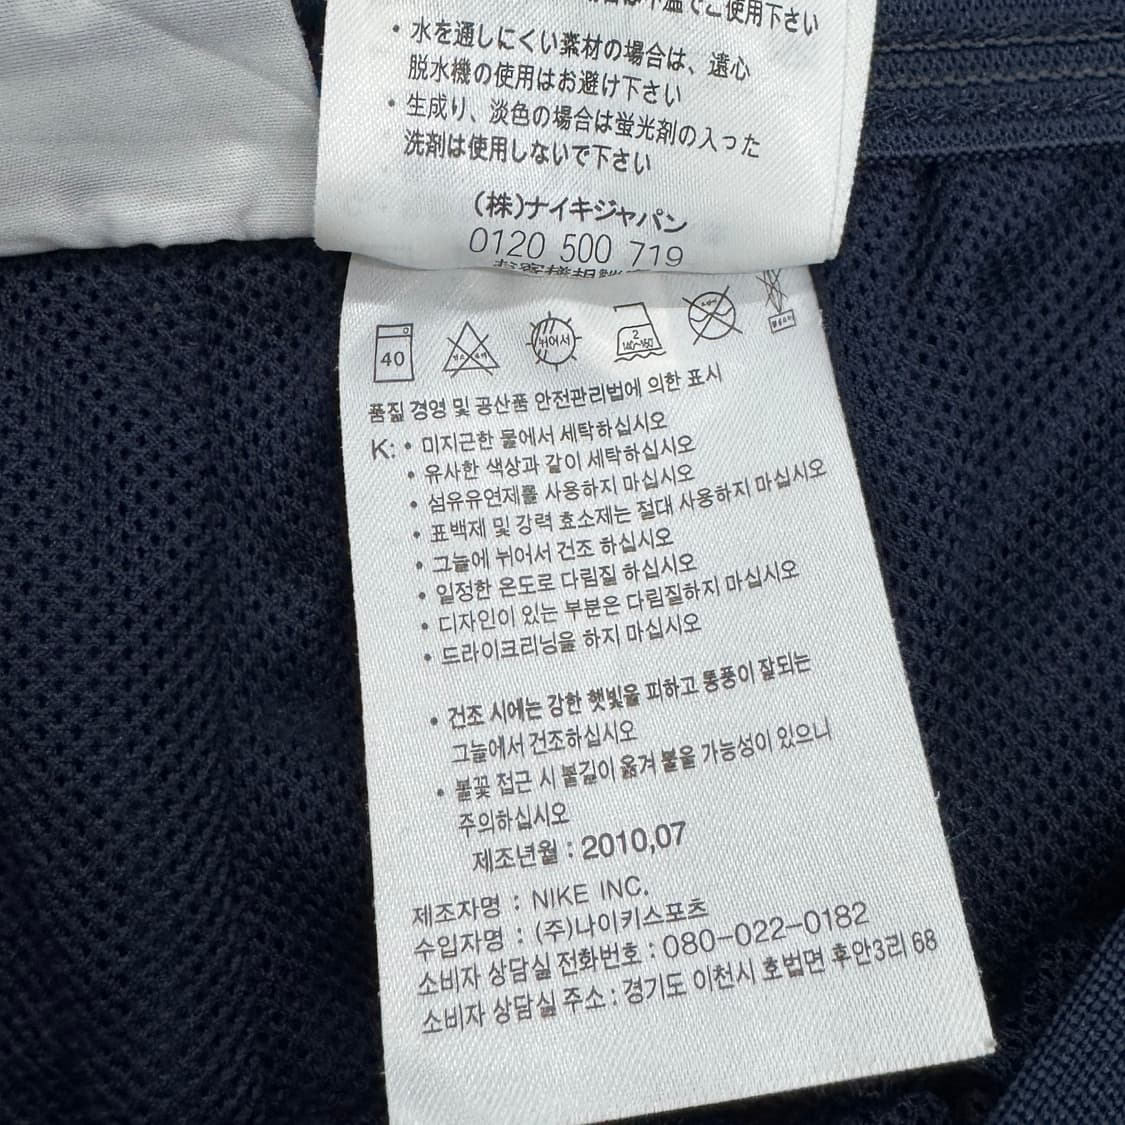 下さい
・水を通しにくい素材の場合は、遠心
脱水機の使用はお避け下さい
・生成り、淡色の場合は蛍光剤の入った
洗剤は使用しないで下さい
(株)ナイキジャパン
0120 500 719
40 뉘어서 2 140~160
품질 경영 및 공산품 안전관리법에 의한 표시
K: • 미지근한 물에서 세탁하십시오
• 유사한 색상과 같이 세탁하십시오
• 섬유유연제를 사용하지 마십시오
• 표백제 및 강력 효소제는 절대 사용하지 마십시오
• 그늘에 뉘어서 건조 하십시오
• 일정한 온도로 다림질 하십시오
• 디자인이 있는 부분은 다림질하지 마십시오
• 드라이크리닝을 하지 마십시오
• 건조 시에는 강한 햇빛을 피하고 통풍이 잘되는
그늘에서 건조하십시오
• 불꽃 접근 시 불길이 옮겨 붙을 가능성이 있으니
주의하십시오
제조년월 : 2010,07
제조자명 : NIKE INC.
수입자명 : (주)나이키스포츠
소비자 상담실 전화번호 : 080-022-0182
소비자 상담실 주소 : 경기도 이천시 호법면 후안3리 68